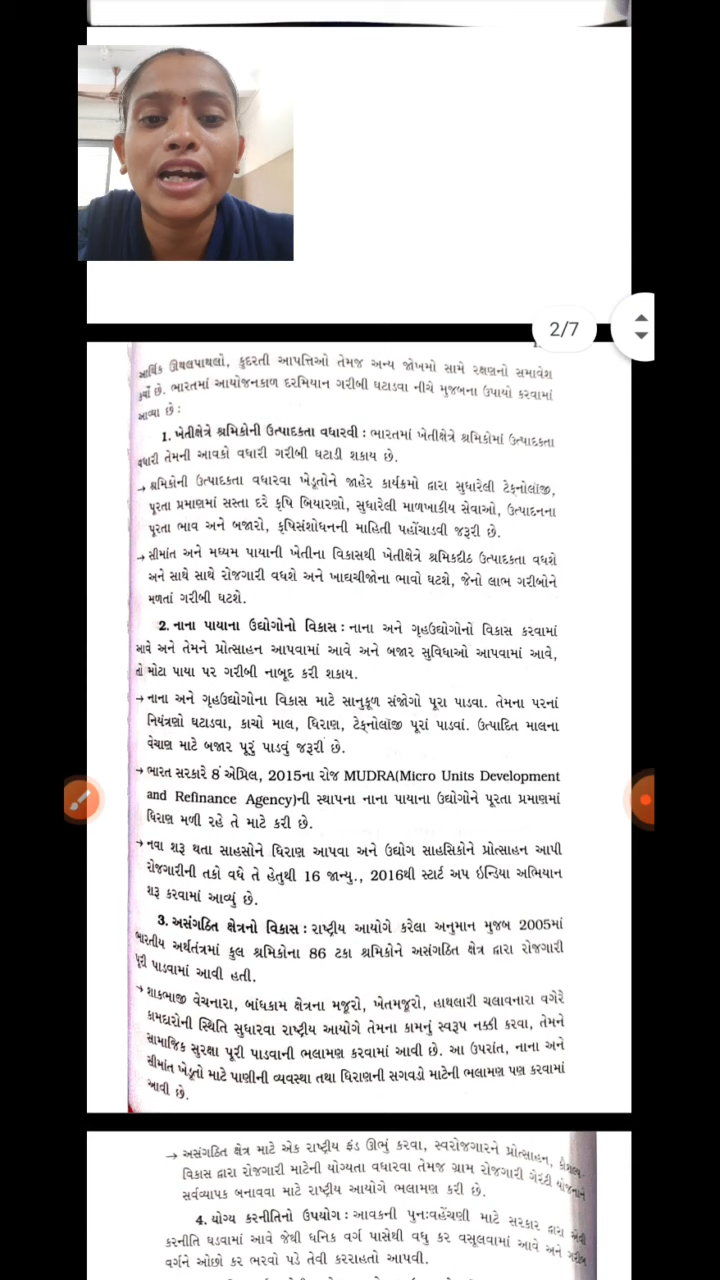 2/7
આર્થિક ઊથલપાથલો, કુદરતી આપત્તિઓ તેમજ અન્ય જોખમો સામે રક્ષણનો સમાવેશ
કર્યો છે. ભારતમાં આયોજનકાળ દરમિયાન ગરીબી ઘટાડવા નીચે મુજબના ઉપાયો કરવામાં
આવ્યા છે :
1. ખેતીક્ષેત્રે શ્રમિકોની ઉત્પાદકતા વધારવી : ભારતમાં ખેતીક્ષેત્રે શ્રમિકોમાં ઉત્પાદકતા
વધારી તેમની આવકો વધારી ગરીબી ઘટાડી શકાય છે.
→ શ્રમિકોની ઉત્પાદકતા વધારવા ખેડૂતોને જાહેર કાર્યક્રમો દ્વારા સુધારેલી ટેક્નોલૉજી,
પૂરતા પ્રમાણમાં સસ્તા દરે કૃષિ બિયારણો, સુધારેલી માળખાકીય સેવાઓ, ઉત્પાદનના
પૂરતા ભાવ અને બજારો, કૃષિસંશોધનની માહિતી પહોંચાડવી જરૂરી છે.
→ સીમાંત અને મધ્યમ પાયાની ખેતીના વિકાસથી ખેતીક્ષેત્રે શ્રમિકદીઠ ઉત્પાદકતા વધશે
અને સાથે સાથે રોજગારી વધશે અને ખાદ્યચીજોના ભાવો ઘટશે, જેનો લાભ ગરીબોને
મળતાં ગરીબી ઘટશે.
2. નાના પાયાના ઉદ્યોગોનો વિકાસ : નાના અને ગૃહઉદ્યોગોનો વિકાસ કરવામાં
આવે અને તેમને પ્રોત્સાહન આપવામાં આવે અને બજાર સુવિધાઓ આપવામાં આવે,
તો મોટા પાયા પર ગરીબી નાબૂદ કરી શકાય.
→ નાના અને ગૃહઉદ્યોગોના વિકાસ માટે સાનુકૂળ સંજોગો પૂરા પાડવા. તેમના પરનાં
નિયંત્રણો ઘટાડવા, કાચો માલ, ધિરાણ, ટેક્નોલૉજી પૂરાં પાડવાં. ઉત્પાદિત માલના
વેચાણ માટે બજાર પૂરું પાડવું જરૂરી છે.
→ ભારત સરકારે 8 એપ્રિલ, 2015ના રોજ MUDRA(Micro Units Development
and Refinance Agency)ની સ્થાપના નાના પાયાના ઉદ્યોગોને પૂરતા પ્રમાણમાં
ધિરાણ મળી રહે તે માટે કરી છે.
→ નવા શરૂ થતા સાહસોને ધિરાણ આપવા અને ઉદ્યોગ સાહસિકોને પ્રોત્સાહન આપી
રોજગારીની તકો વધે તે હેતુથી 16 જાન્યુ., 2016થી સ્ટાર્ટ અપ ઇન્ડિયા અભિયાન
શરૂ કરવામાં આવ્યું છે.
3. અસંગઠિત ક્ષેત્રનો વિકાસ : રાષ્ટ્રીય આયોગે કરેલા અનુમાન મુજબ 2005માં
ભારતીય અર્થતંત્રમાં કુલ શ્રમિકોના 86 ટકા શ્રમિકોને અસંગઠિત ક્ષેત્ર દ્વારા રોજગારી
પૂરી પાડવામાં આવી હતી.
→ શાકભાજી વેચનારા, બાંધકામ ક્ષેત્રના મજૂરો, ખેતમજૂરો, હાથલારી ચલાવનારા વગેરે
કામદારોની સ્થિતિ સુધારવા રાષ્ટ્રીય આયોગે તેમના કામનું સ્વરૂપ નક્કી કરવા, તેમને
સામાજિક સુરક્ષા પૂરી પાડવાની ભલામણ કરવામાં આવી છે. આ ઉપરાંત, નાના અને
સીમાંત ખેડૂતો માટે પાણીની વ્યવસ્થા તથા ધિરાણની સગવડો માટેની ભલામણ પણ કરવામાં
આવી છે.
→ અસંગઠિત ક્ષેત્ર માટે એક રાષ્ટ્રીય ફંડ ઊભું કરવા, સ્વરોજગારને પ્રોત્સાહન, કૌશલ્ય-
વિકાસ દ્વારા રોજગારી માટેની યોગ્યતા વધારવા તેમજ ગ્રામ રોજગારી ગેરંટી યોજનાને
સર્વવ્યાપક બનાવવા માટે રાષ્ટ્રીય આયોગે ભલામણ કરી છે.
4. યોગ્ય કરનીતિનો ઉપયોગ : આવકની પુનઃવહેંચણી માટે સરકાર દ્વારા એવી
કરનીતિ ઘડવામાં આવે જેથી ધનિક વર્ગ પાસેથી વધુ કર વસૂલવામાં આવે અને ગરીબ
વર્ગને ઓછો કર ભરવો પડે તેવી કરરાહતો આપવી.